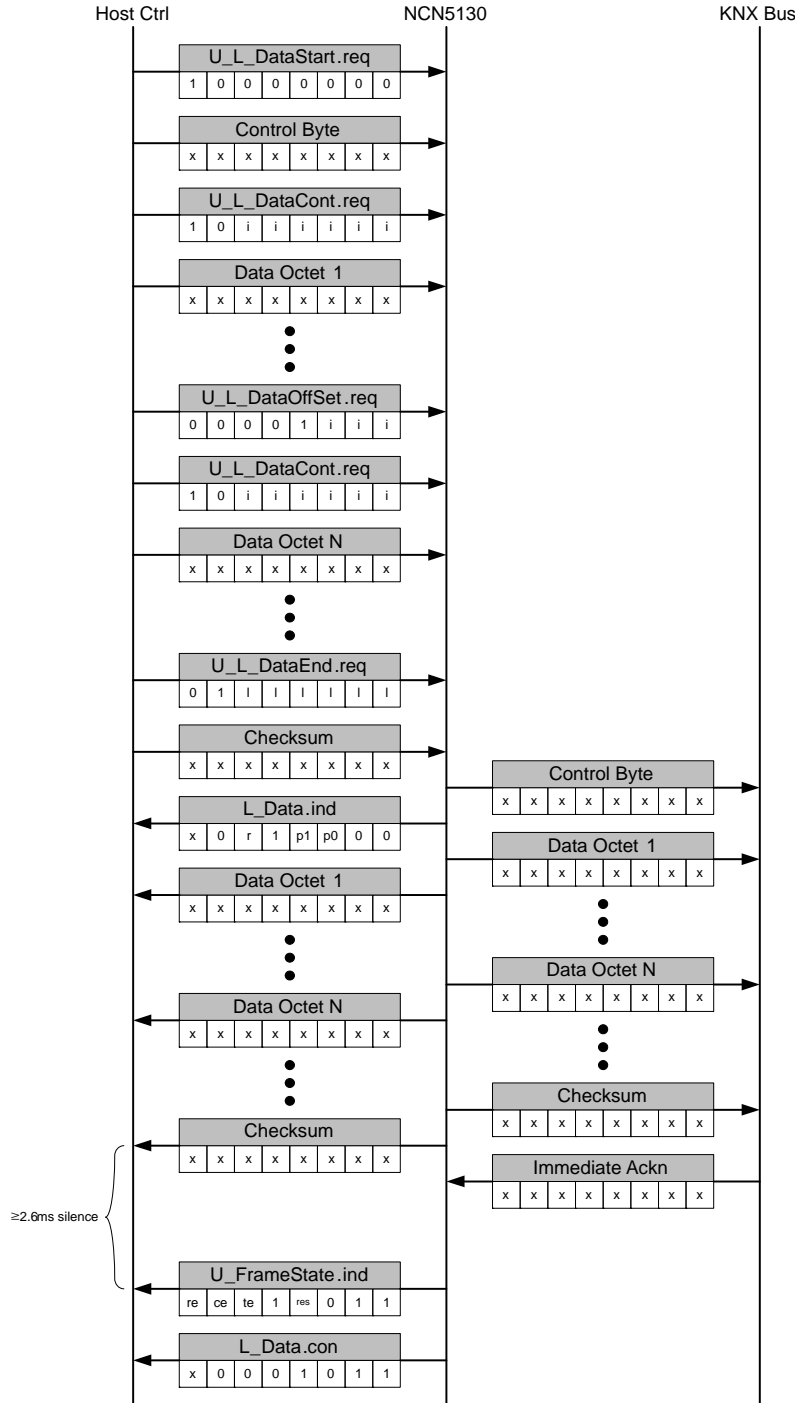 Host Ctrl NCN5130 KNX Bus
U_L_DataStart.req
1 0 0 0 0 0 0 0
Control Byte
x x x x x x x x
U_L_DataCont.req
1 0 i i i i i i
Data Octet 1
x x x x x x x x
U_L_DataOffSet.req
0 0 0 0 1 i i i
U_L_DataCont.req
1 0 i i i i i i
Data Octet N
x x x x x x x x
U_L_DataEnd.req
0 1 l l l l l l
Checksum
x x x x x x x x
Control Byte
x x x x x x x x
L_Data.ind
x 0 r 1 p1 p0 0 0
Data Octet 1
x x x x x x x x
Data Octet 1
x x x x x x x x
Data Octet N
x x x x x x x x
Data Octet N
x x x x x x x x
Checksum
x x x x x x x x
Checksum
x x x x x x x x
Immediate Ackn
x x x x x x x x
≥2.6ms silence
U_FrameState.ind
re ce te 1 res 0 1 1
L_Data.con
x 0 0 0 1 0 1 1